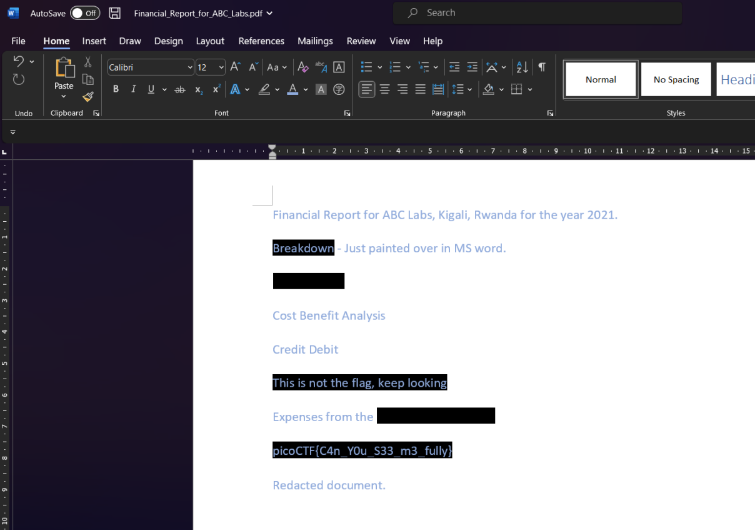 AutoSave Off Financial_Report_for_ABC_Labs.pdf Search
File Home Insert Draw Design Layout References Mailings Review View Help
Calibri 12 A A Aa A abc A A
Paste B I U ab x₂ x² A A A
Undo Clipboard Font Paragraph Styles
Normal No Spacing Headi
1 2 3 4 5 6 7 8 9 10 11 12 13 14 15
Financial Report for ABC Labs, Kigali, Rwanda for the year 2021.
Breakdown - Just painted over in MS word.
Cost Benefit Analysis
Credit Debit
This is not the flag, keep looking
Expenses from the
picoCTF{C4n_Y0u_S33_m3_fully}
Redacted document.